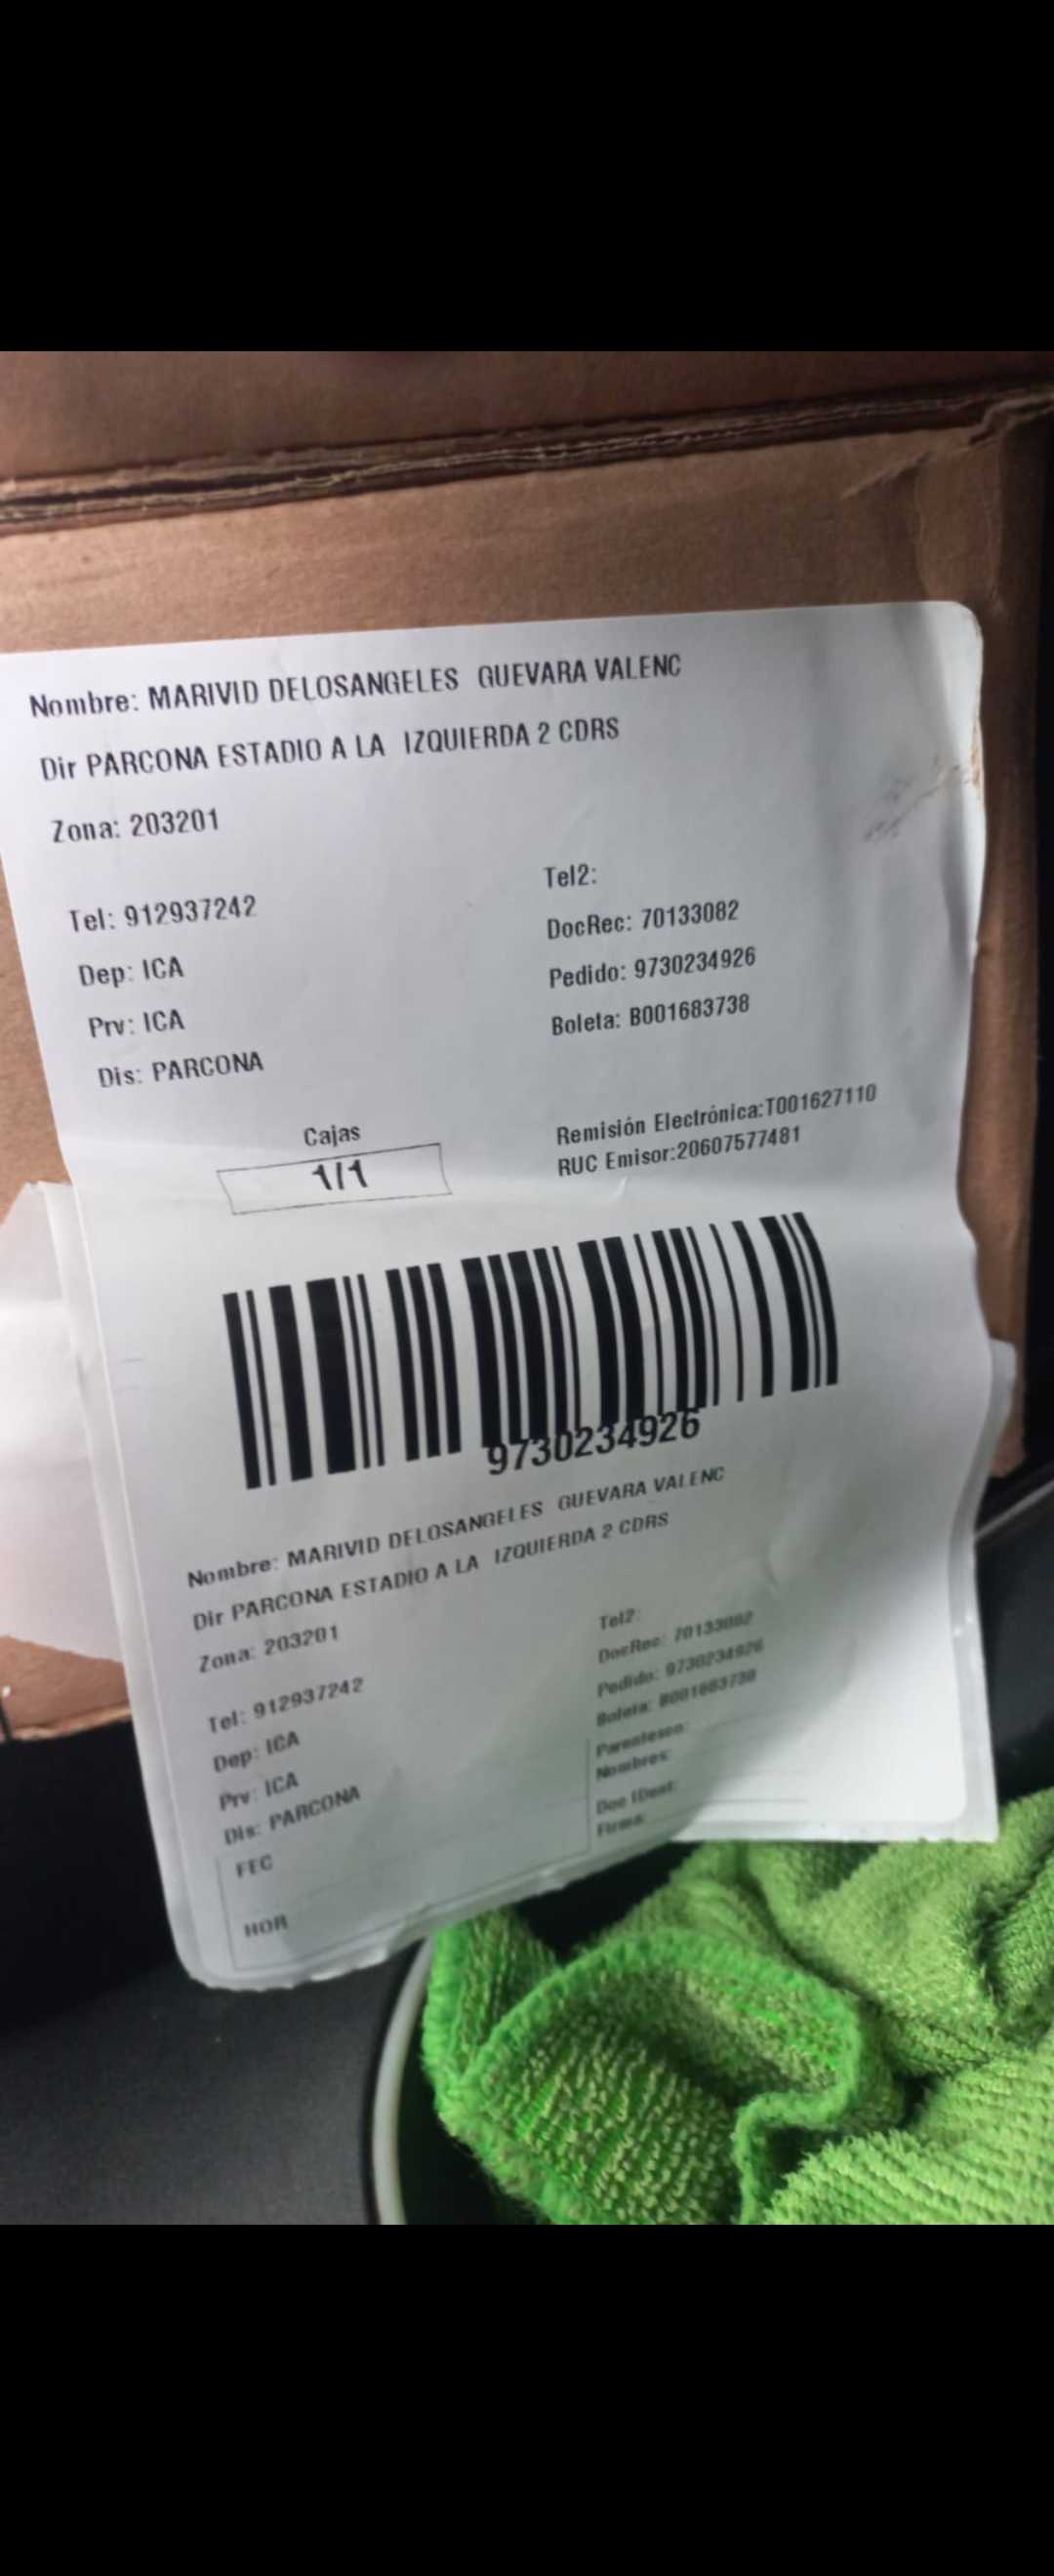 Nombre: MARIVID DELOSANGELES GUEVARA VALENC
Dir PARCONA ESTADIO A LA IZQUIERDA 2 CDRS
Zona: 203201
Tel: 912937242
Tel2:
Dep: ICA
DocRec: 70133082
Prv: ICA
Pedido: 9730234926
Dis: PARCONA
Boleta: B001683738
Cajas
1/1
Remisión Electrónica:T001627110
RUC Emisor:20607577481
9730234926
Nombre: MARIVID DELOSANGELES GUEVARA VALENC
Dir PARCONA ESTADIO A LA IZQUIERDA 2 CDRS
Zona: 203201
Tel: 912937242
Tel2:
Dep: ICA
DocRec: 70133082
Prv: ICA
Pedido: 9730234926
Dis: PARCONA
Boleta: B001683738
Parentesco:
Nombres:
Doc IDent:
Firma:
FEC
HOR